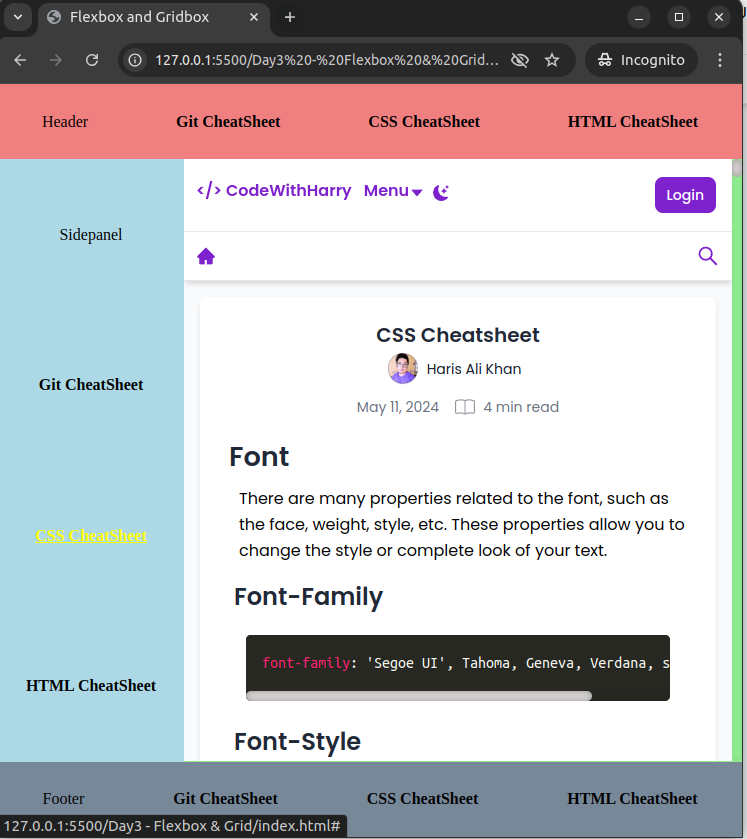 Flexbox and Gridbox
127.0.0.1:5500/Day3%20-%20Flexbox%20&%20Grid...
Incognito
Header Git CheatSheet CSS CheatSheet HTML CheatSheet
</> CodeWithHarry Menu Login
Sidepanel
CSS Cheatsheet
Haris Ali Khan
Git CheatSheet
May 11, 2024 4 min read
Font
There are many properties related to the font, such as
the face, weight, style, etc. These properties allow you to
change the style or complete look of your text.
CSS CheatSheet
Font-Family
font-family: 'Segoe UI', Tahoma, Geneva, Verdana, s
HTML CheatSheet
Font-Style
Footer Git CheatSheet CSS CheatSheet HTML CheatSheet
127.0.0.1:5500/Day3 - Flexbox & Grid/index.html#